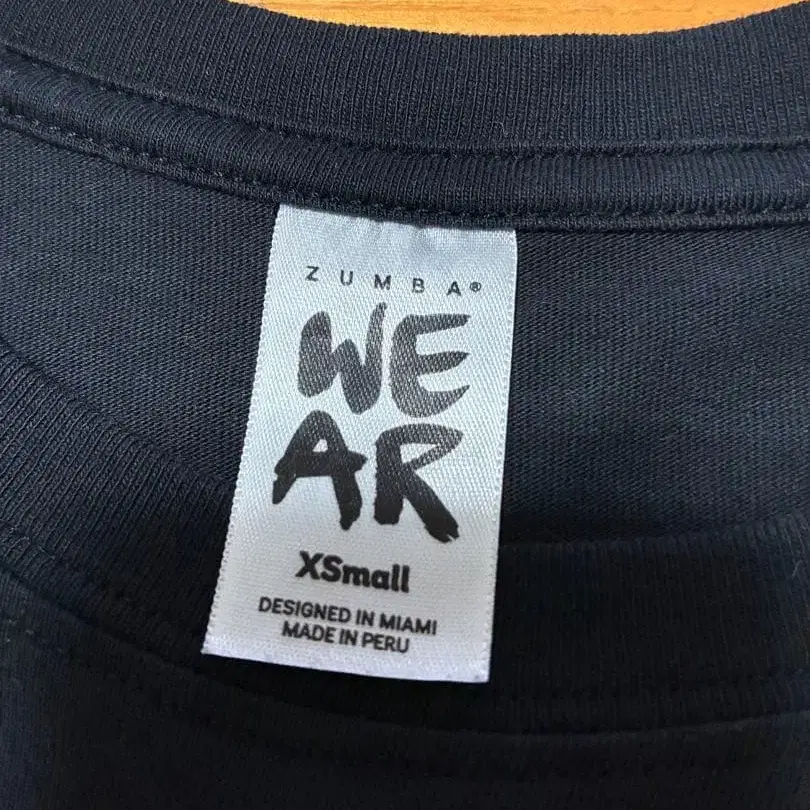 ZUMBA®
WE
AR
XSmall
DESIGNED IN MIAMI
MADE IN PERU